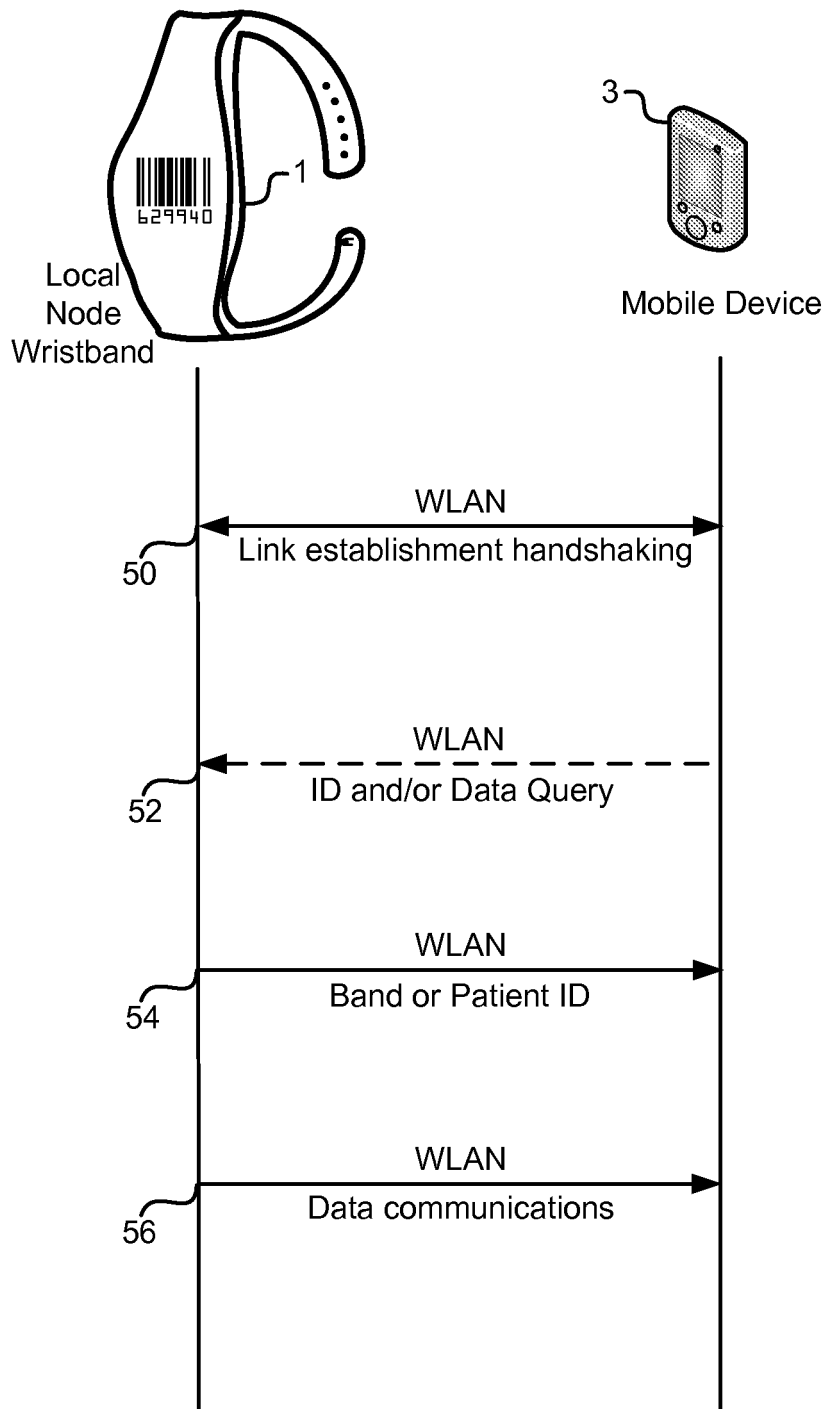 3
1
629940
Local
Node
Wristband
Mobile Device
WLAN
Link establishment handshaking
50
WLAN
ID and/or Data Query
52
WLAN
Band or Patient ID
54
WLAN
Data communications
56